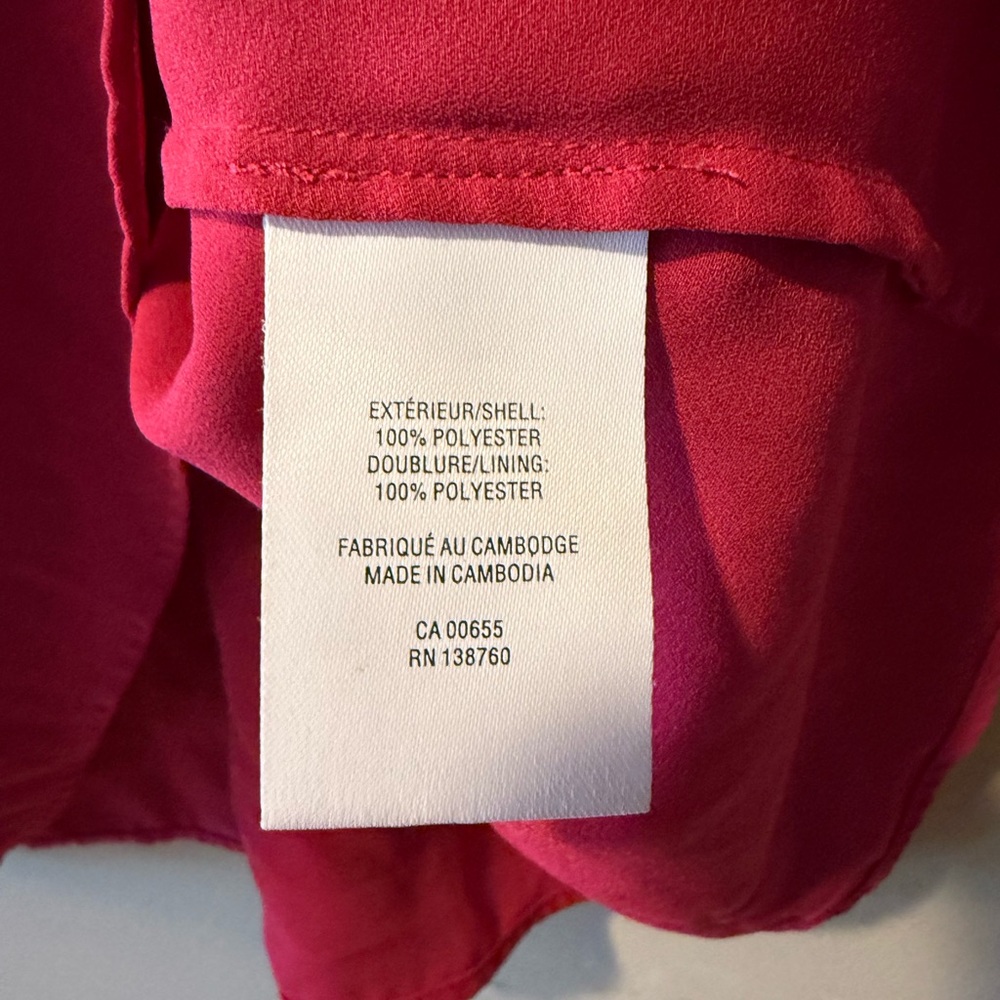 EXTÉRIEUR/SHELL:
100% POLYESTER
DOUBLURE/LINING:
100% POLYESTER
FABRIQUÉ AU CAMBODGE
MADE IN CAMBODIA
CA 00655
RN 138760